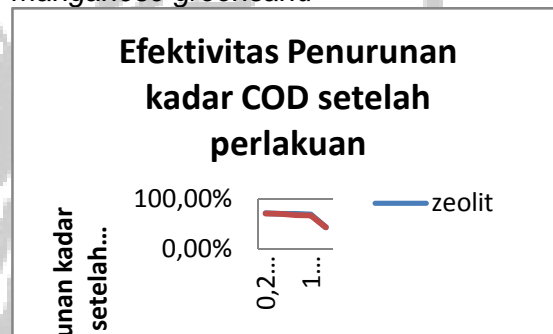 manganese greensand
Efektivitas Penurunan
kadar COD setelah
perlakuan
100,00%
0,00%
unan kadar
setelah...
0,2...
1...
zeolit